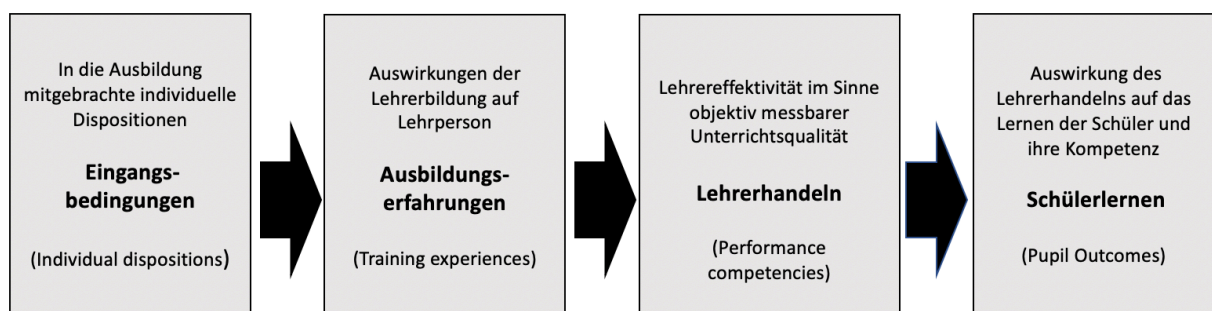 In die Ausbildung
mitgebrachte individuelle
Dispositionen
Eingangs-
bedingungen
(Individual dispositions)
Auswirkungen der
Lehrerbildung auf
Lehrperson
Ausbildungs-
erfahrungen
(Training experiences)
Lehrereffektivität im Sinne
objektiv messbarer
Unterrichtsqualität
Lehrerhandeln
(Performance
competencies)
Auswirkung des
Lehrerhandelns auf das
Lernen der Schüler und
ihre Kompetenz
Schülerlernen
(Pupil Outcomes)